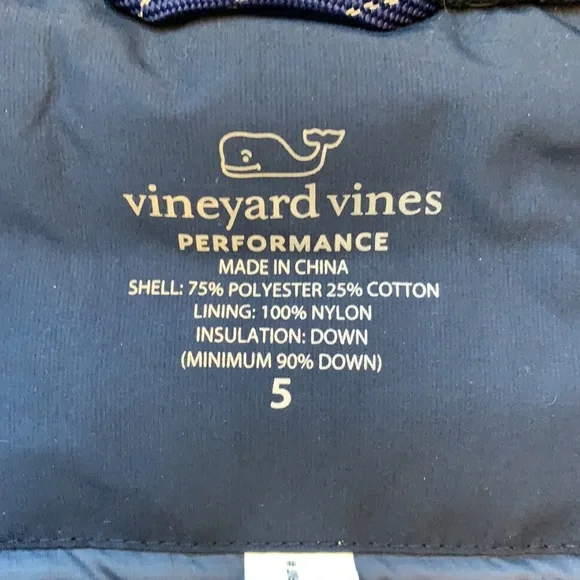 vineyard vines
PERFORMANCE
MADE IN CHINA
SHELL: 75% POLYESTER 25% COTTON
LINING: 100% NYLON
INSULATION: DOWN
(MINIMUM 90% DOWN)
5